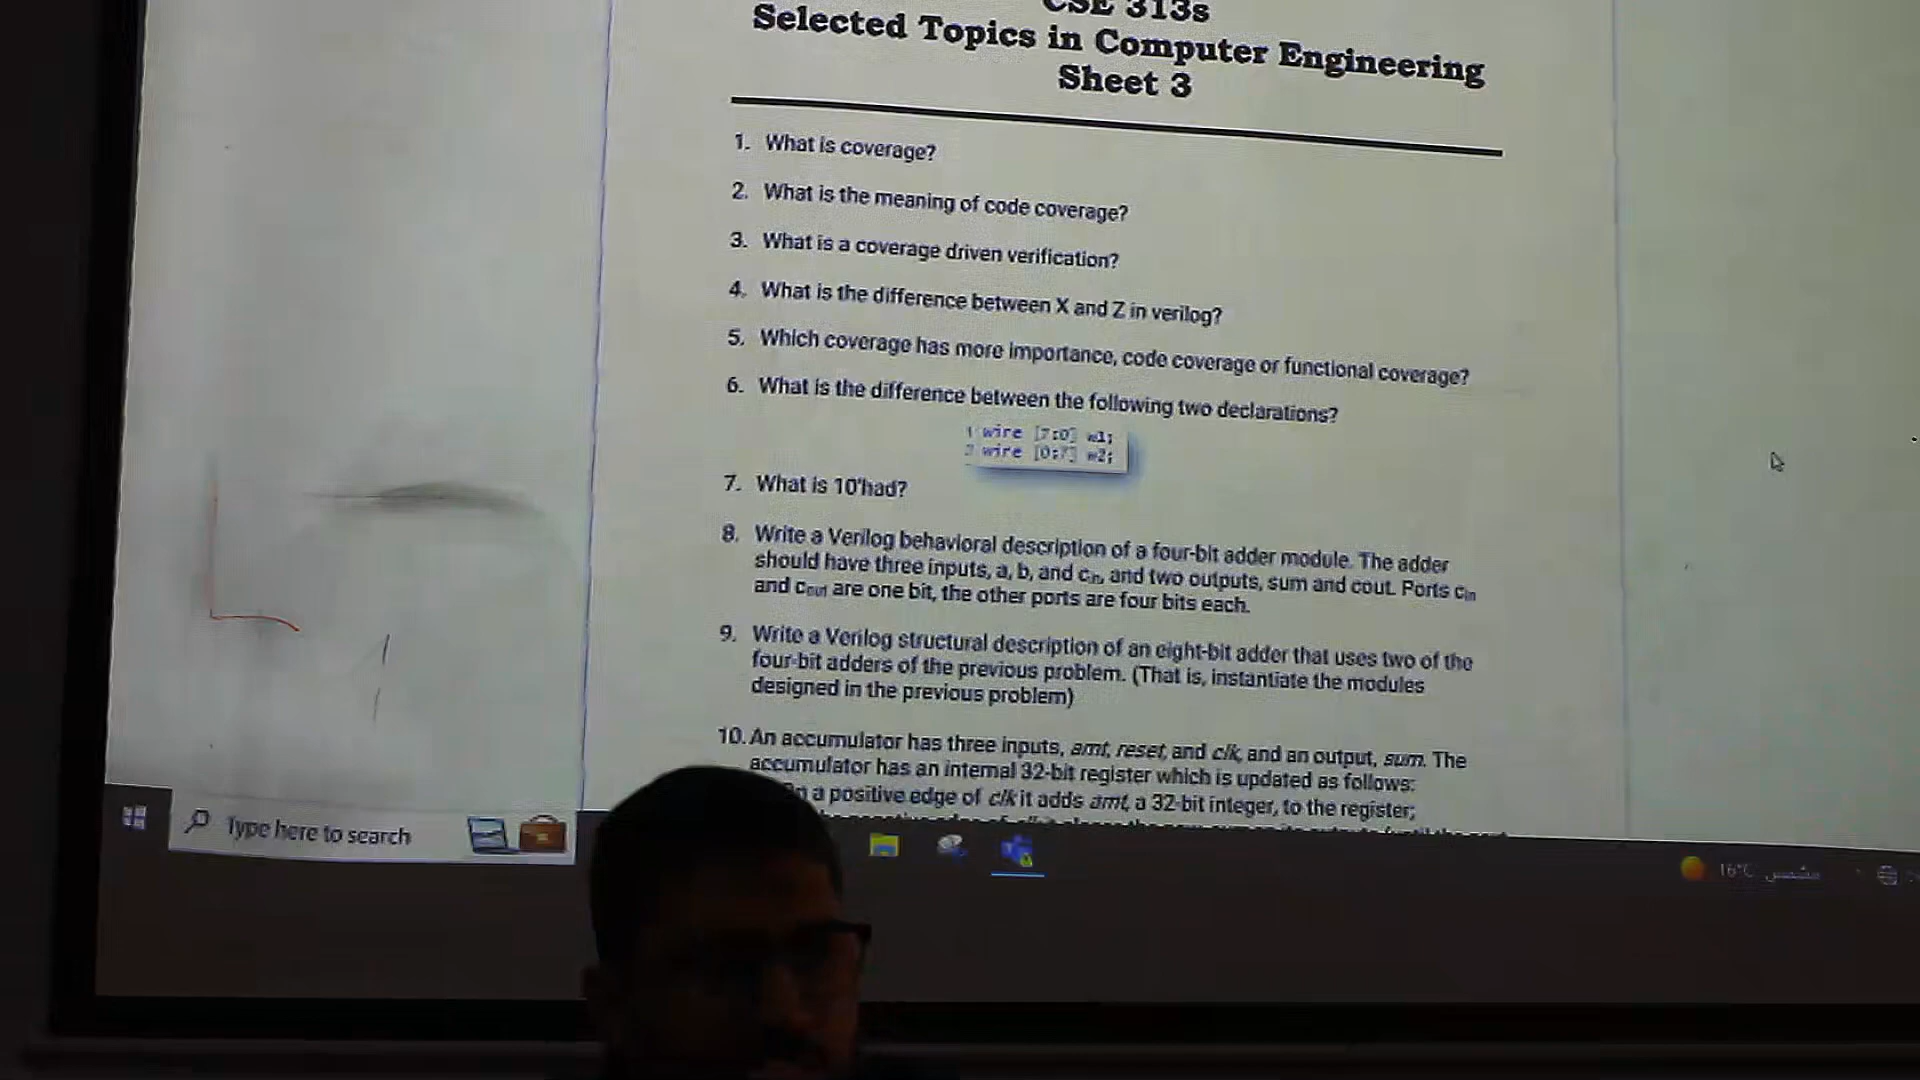 CSE 313s
Selected Topics in Computer Engineering
Sheet 3
1. What is coverage?
2. What is the meaning of code coverage?
3. What is a coverage driven verification?
4. What is the difference between X and Z in verilog?
5. Which coverage has more importance, code coverage or functional coverage?
6. What is the difference between the following two declarations?
1 wire [7:0] w1;
2 wire [0:7] w2;
7. What is 10'had?
8. Write a Verilog behavioral description of a four-bit adder module. The adder
should have three inputs, a, b, and cin, and two outputs, sum and cout. Ports cin
and cout are one bit, the other ports are four bits each.
9. Write a Verilog structural description of an eight-bit adder that uses two of the
four-bit adders of the previous problem. (That is, instantiate the modules
designed in the previous problem)
10. An accumulator has three inputs, amt, reset, and clk, and an output, sum. The
accumulator has an internal 32-bit register which is updated as follows:
a positive edge of clk it adds amt, a 32-bit integer, to the register;
Type here to search
16°C مشمس